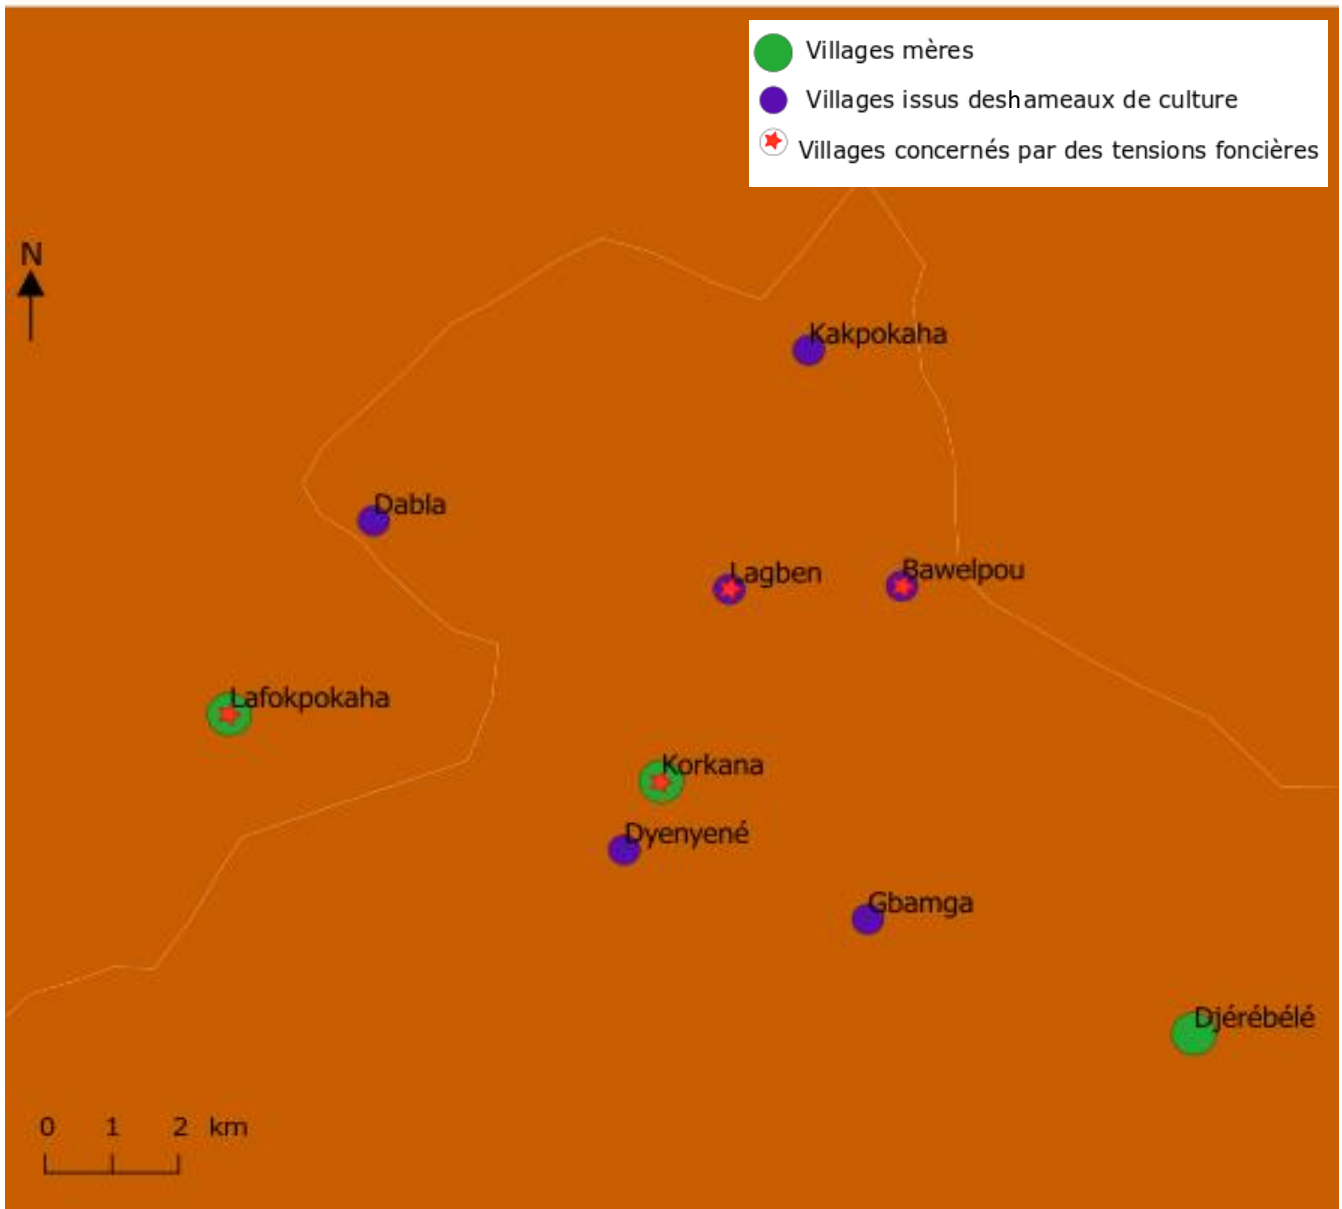 Villages mères
Villages issus deshameaux de culture
Villages concernés par des tensions foncières
N
Kakpokaha
Dabla
Lagben
Bawelpou
Lafokpokaha
Korkana
Dyenyené
Gbamga
Djérébélé
0 1 2 km